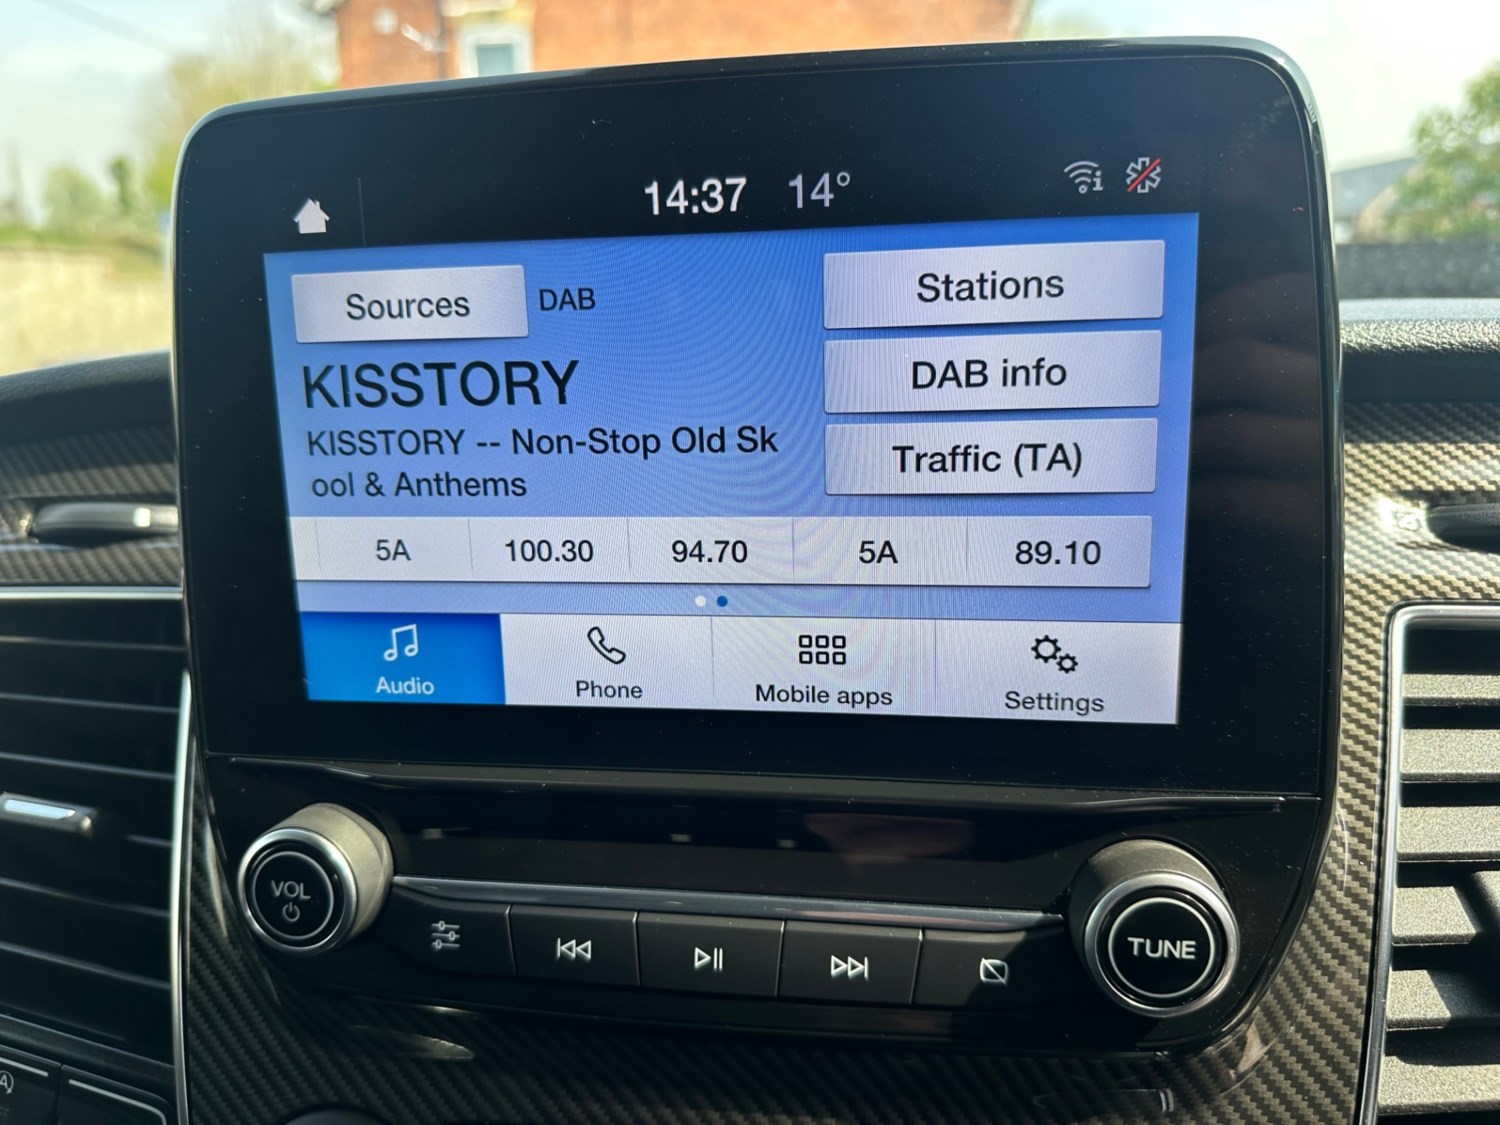 14:37 14°
Sources DAB
Stations
KISSTORY
DAB info
KISSTORY -- Non-Stop Old Sk
ool & Anthems
Traffic (TA)
5A 100.30 94.70 5A 89.10
Audio Phone Mobile apps Settings
VOL
TUNE